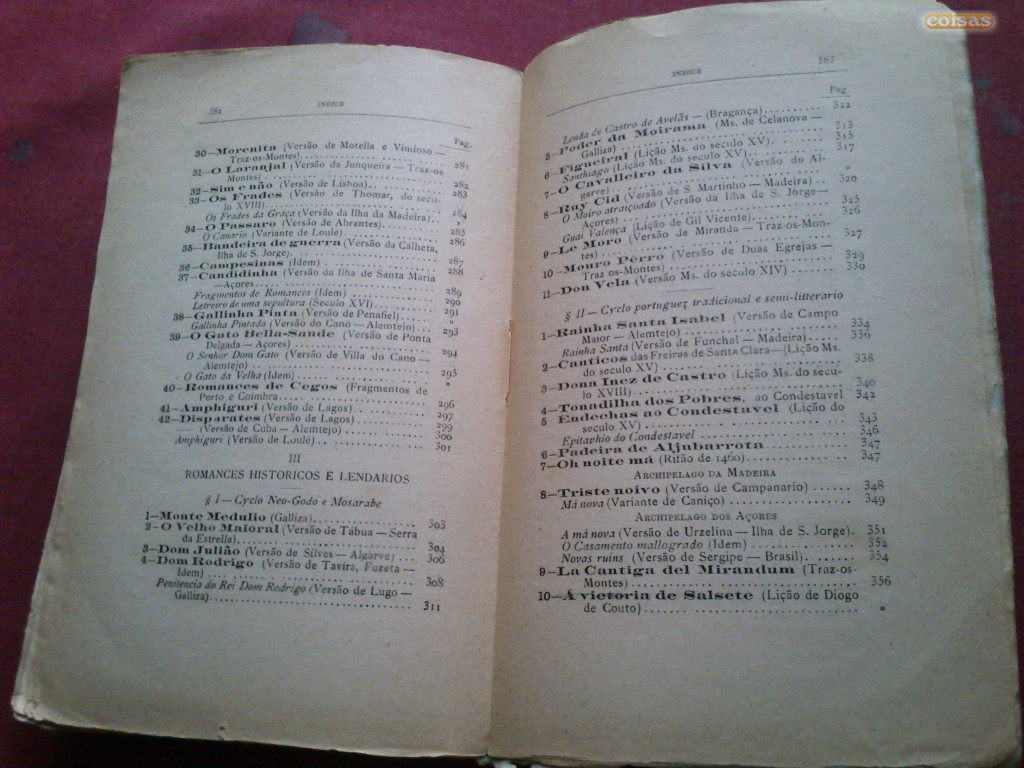 coisas
582 INDICE
Pag.
30—Morenita (Versão de Motella e Vimioso —
Traz-os-Montes)
31—O Laranjal (Versão da Junqueira — Traz-os 281
Montes)
32—Sim e não (Versão de Lisboa) 282
33—Os Frades (Versão de Thomar, do secu- 283
lo XVIII)
Os Frades da Graça (Versão da Ilha da Madeira) 284
34—O Passaro (Versão de Abrantes) »
O Canario (Variante de Loulé) 285
35—Bandeira de guerra (Versão da Calheta, 286
Ilha de S. Jorge)
36—Campesinas (Idem) 287
37—Candidinha (Versão da Ilha de Santa Maria 288
—Açores
Fragmentos de Romances (Idem) 289
Letreiro de uma sepultura (Seculo XVI) 290
38—Gallinha Pinta (Versão de Penafiel) 291
Gallinha Pintada (Versão do Cano — Alemtejo) »
39—O Gato Bella-Saude (Versão de Ponta 293
Delgada — Açores)
O Senhor Dom Gato (Versão de Villa do Cano — 294
Alemtejo)
O Gato da Velha (Idem) 295
40—Romances de Cegos (Fragmentos de »
Porto e Coimbra
41—Amphiguri (Versão de Lagos) 296
42—Disparates (Versão de Lagos) 297
—— (Versão de Cuba — Alemtejo) 299
Amphiguri (Versão de Loulé) 300
301
III
ROMANCES HISTORICOS E LENDARIOS
§ I — Cyclo Neo-Godo e Mosarabe
1—Monte Medulio (Galliza) 303
2—O Velho Maioral (Versão de Tábua — Serra
da Estrella) 304
3—Dom Julião (Versão de Silves — Algarve) 306
4—Dom Rodrigo (Versão de Tavira, Fuzeta —
Idem) 308
Penitencia do Rei Dom Rodrigo (Versão de Lugo —
Galliza) 311
INDICE 583
Pag
Lenda de Castro de Avelãs — (Bragança) 312
5—Poder da Moirama (Ms. de Celanova —
Galliza) 313
6—Figueiral (Lição Ms. do seculo XV) 315
Santhiago (Lição Ms. do seculo XV) 317
7—O Cavalleiro da Silva (Versão do Al- »
garve)
8—Ruy Cid (Versão de S. Martinho — Madeira) 320
O Moiro atraiçoado (Versão da Ilha de S. Jorge—
Açores) 325
Guai Valença (Lição de Gil Vicente) 326
9—Le Moro (Versão de Miranda — Traz-os-Mon-
tes) 327
10—Mouro Pêrro (Versão de Duas Egrejas —
Traz os-Montes) 329
11—Don Vela (Versão Ms. do seculo XIV) 330
§ II — Cyclo portuguez tradicional e semi-litterario
1—Rainha Santa Isabel (Versão de Campo
Maior — Alemtejo) 334
Rainha Santa (Versão de Funchal — Madeira) 336
2—Canticos das Freiras de Santa Clara—(Lição Ms.
do seculo XV) 338
3—Dona Inez de Castro (Lição Ms. do secu-
lo XVIII) 340
4—Tonadilha dos Pobres, ao Condestavel 342
5 Endechas ao Condestavel (Lição do
seculo XV) 343
Epitaphio do Condestavel 346
6—Padeira de Aljubarrota 347
7—Oh noite má (Rifão de 1460) 347
ARCHIPELAGO DA MADEIRA
8—Triste noivo (Versão de Campanario) 348
Má nova (Variante de Caniço) 349
ARCHIPELAGO DOS AÇORES
A má nova (Versão de Urzelina — Ilha de S. Jorge). 351
O Casamento mallogrado (Idem) 352
Novas ruins (Versão de Sergipe — Brasil) 354
9—La Cantiga del Mirandum (Traz-os-
Montes) 356
10—Á victoria de Salsete (Lição de Diogo
de Couto) »